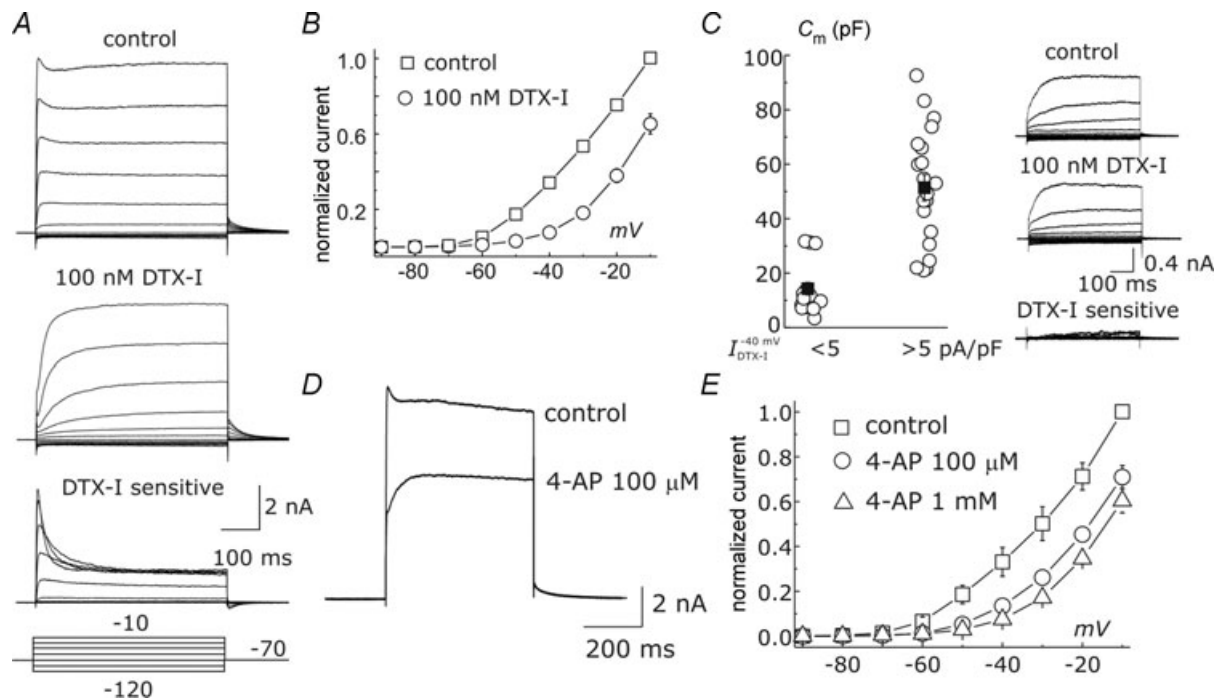 A
control
100 nM DTX-I
DTX-I sensitive
2 nA
100 ms
-10
-70
-120
B
normalized current
1.0
0.6
0.2
control
100 nM DTX-I
mV
-80 -60 -40 -20
C
Cm (pF)
100
80
60
40
20
0
I DTX-I -40 mV <5 >5 pA/pF
control
100 nM DTX-I
0.4 nA
100 ms
DTX-I sensitive
D
control
4-AP 100 µM
2 nA
200 ms
E
normalized current
1.0
0.8
0.6
0.4
0.2
0.0
control
4-AP 100 µM
4-AP 1 mM
mV
-80 -60 -40 -20